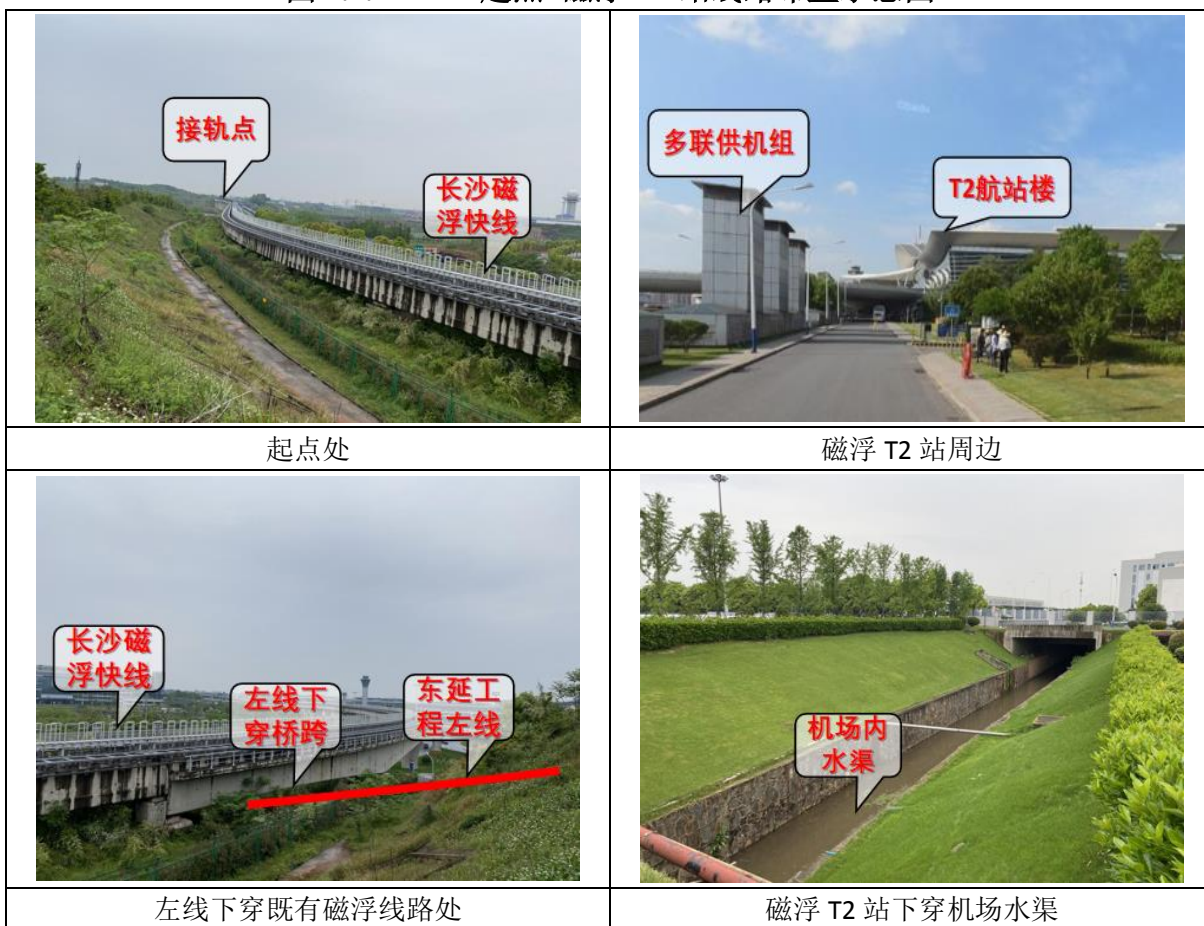 接轨点
长沙磁
浮快线
多联供机组
T2航站楼
起点处
磁浮 T2 站周边
长沙磁
浮快线
左线下
穿桥跨
东延工
程左线
机场内
水渠
左线下穿既有磁浮线路处
磁浮 T2 站下穿机场水渠